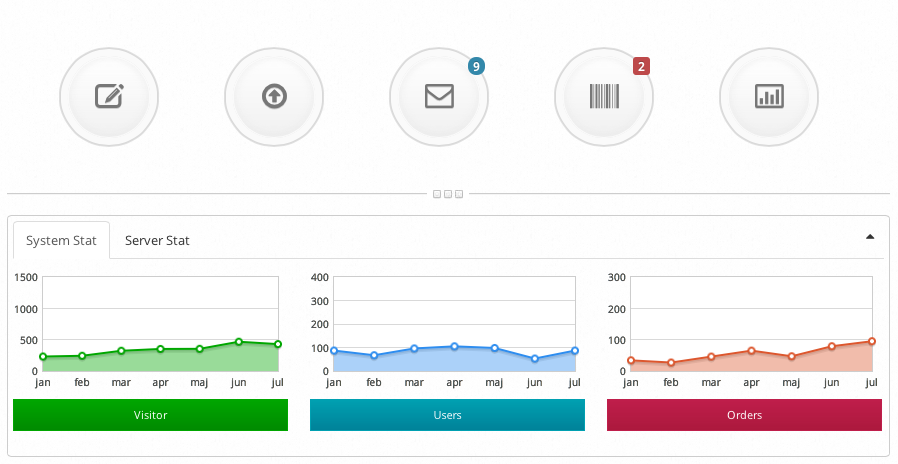 9
2
System Stat
Server Stat
1500
1000
500
0
jan feb mar apr maj jun jul
Visitor
400
300
200
100
0
jan feb mar apr maj jun jul
Users
300
200
100
0
jan feb mar apr maj jun jul
Orders